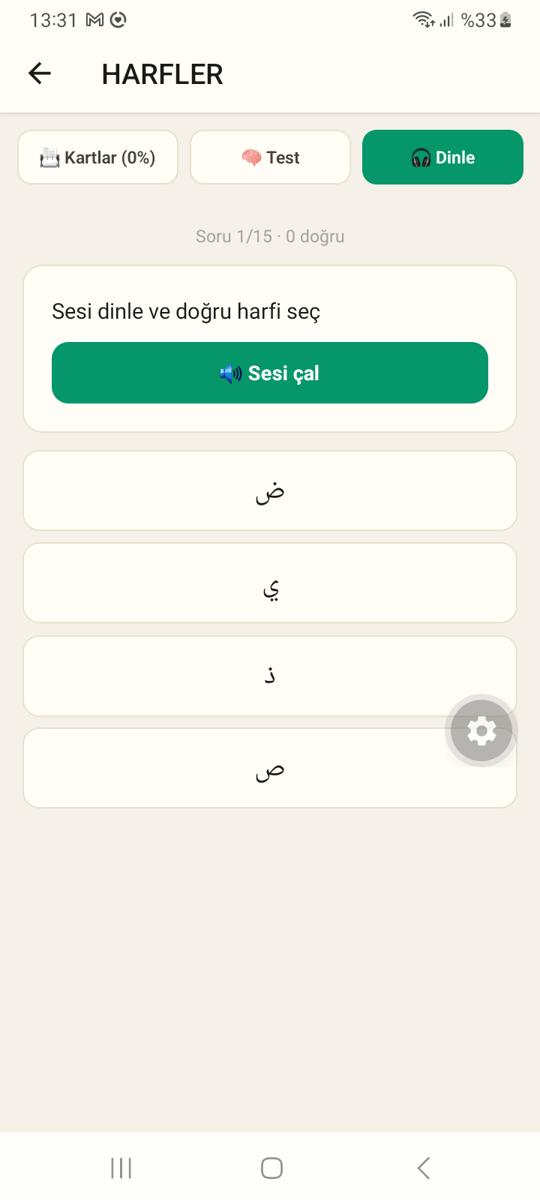 13:31 %33
HARFLER
Kartlar (0%) Test Dinle
Soru 1/15 · 0 doğru
Sesi dinle ve doğru harfi seç
Sesi çal
ض
ي
ذ
ص